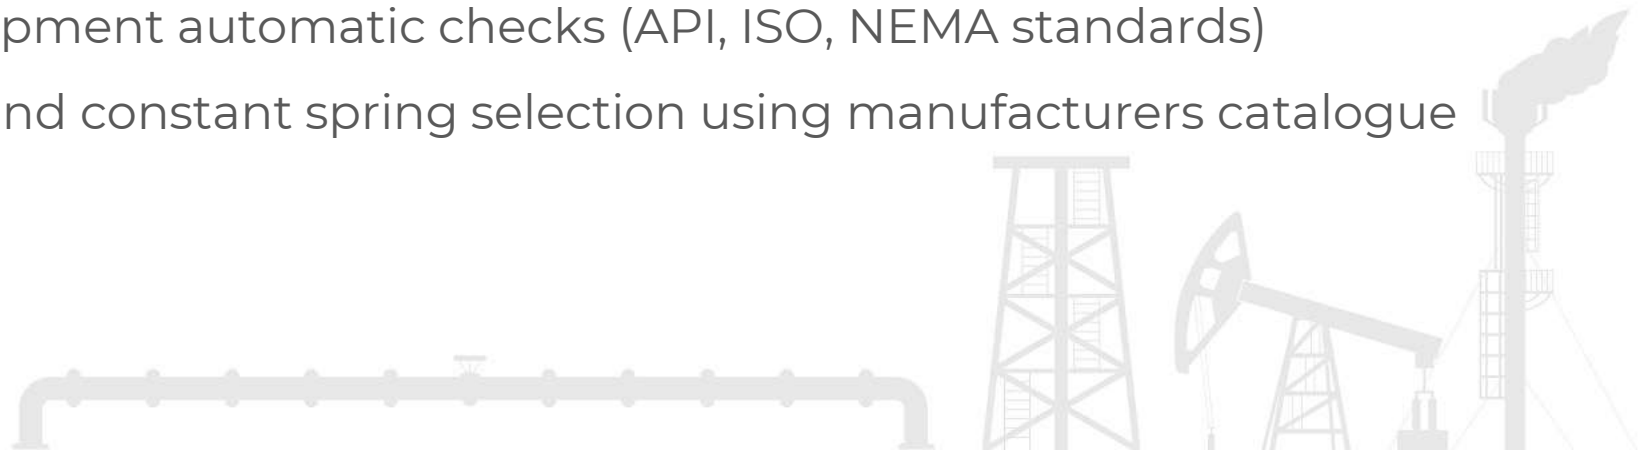 pment automatic checks (API, ISO, NEMA standards)
nd constant spring selection using manufacturers catalogue